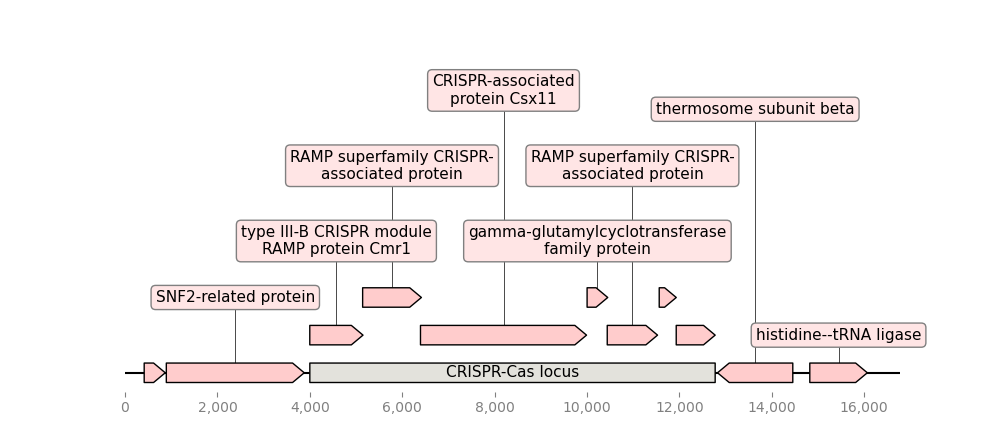 CRISPR-associated
protein Csx11
thermosome subunit beta
RAMP superfamily CRISPR-
associated protein
RAMP superfamily CRISPR-
associated protein
type III-B CRISPR module
RAMP protein Cmr1
gamma-glutamylcyclotransferase
family protein
SNF2-related protein
histidine--tRNA ligase
CRISPR-Cas locus
0
2,000
4,000
6,000
8,000
10,000
12,000
14,000
16,000